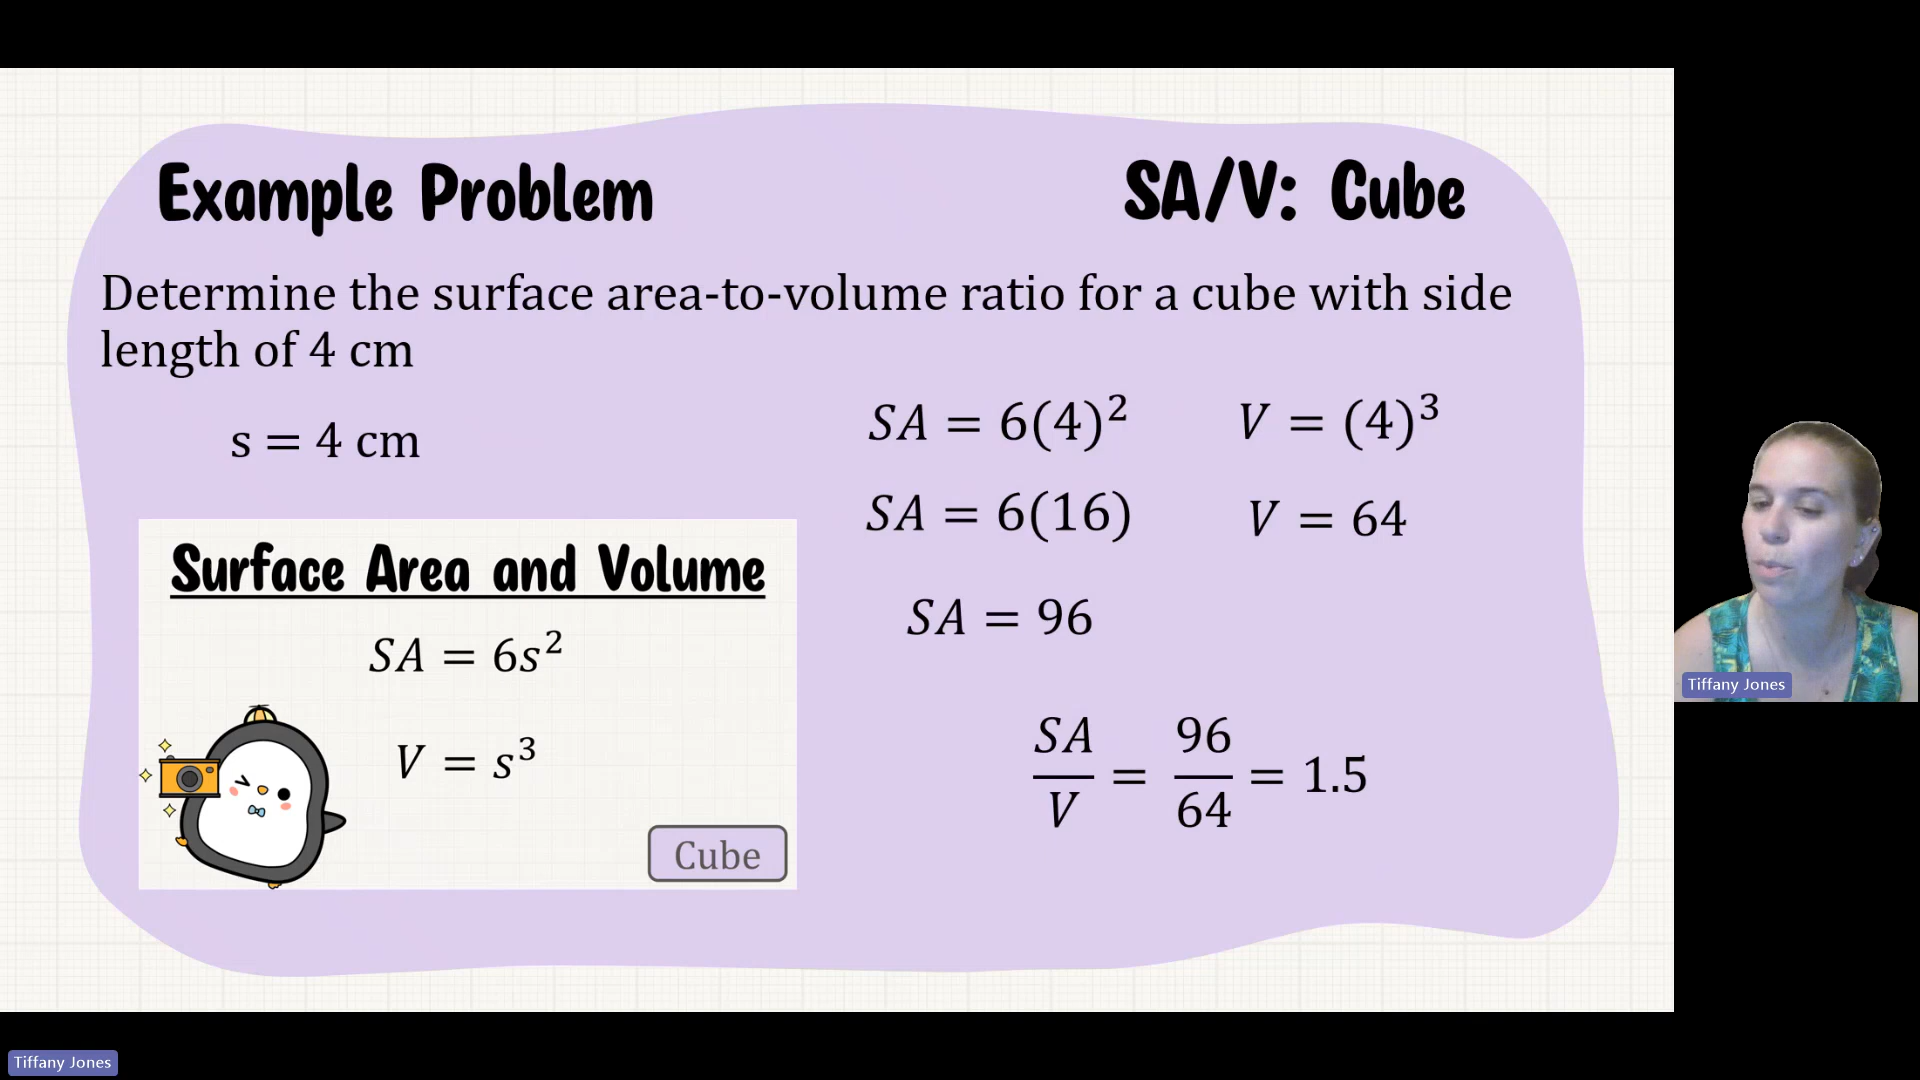 Example Problem
SA/V: Cube
Determine the surface area-to-volume ratio for a cube with side
length of 4 cm
s = 4 cm
SA = 6(4)²
V = (4)³
SA = 6(16)
V = 64
SA = 96
SA/V = 96/64 = 1.5
Surface Area and Volume
SA = 6s²
V = s³
Cube
Tiffany Jones
Tiffany Jones